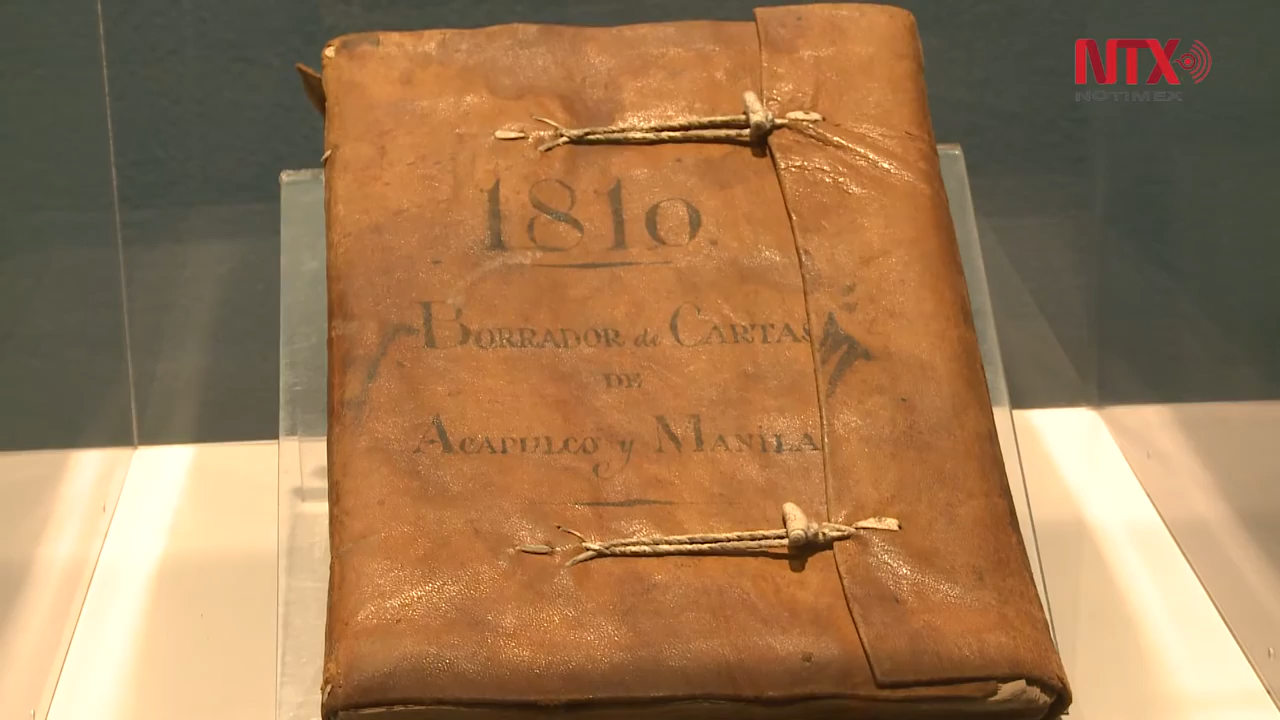 NTX
NOTIMEX
1810.
BORRADOR de CARTAS
DE
ACAPULCO y MANILA